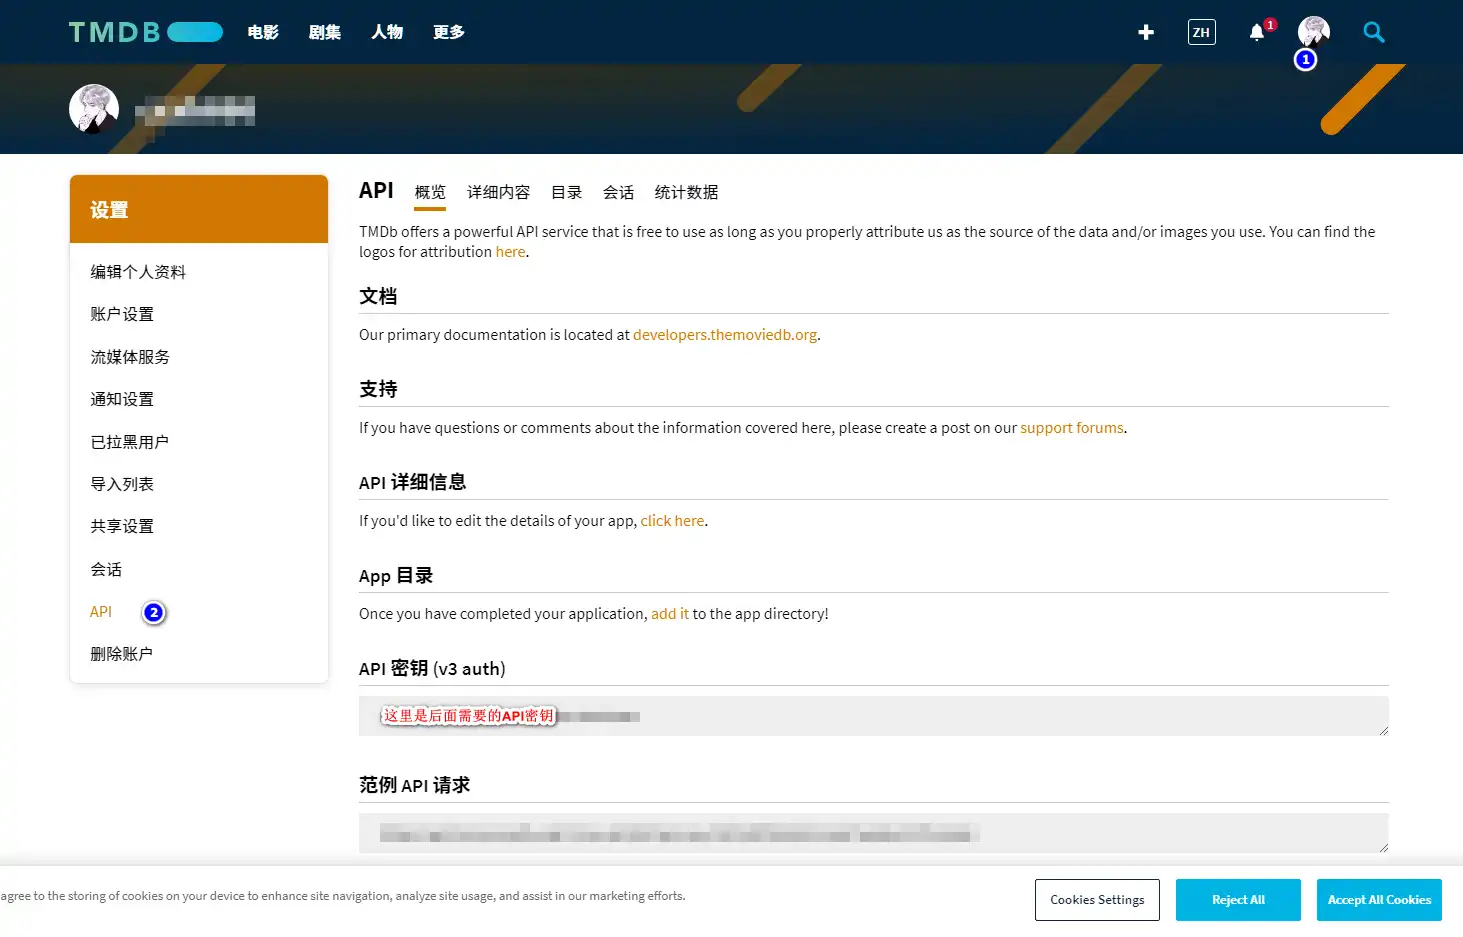 TMDB 电影 剧集 人物 更多 ZH 1
1
设置
编辑个人资料
账户设置
流媒体服务
通知设置
已拉黑用户
导入列表
共享设置
会话
API 2
删除账户
API 概览 详细内容 目录 会话 统计数据
TMDb offers a powerful API service that is free to use as long as you properly attribute us as the source of the data and/or images you use. You can find the
logos for attribution here.
文档
Our primary documentation is located at developers.themoviedb.org.
支持
If you have questions or comments about the information covered here, please create a post on our support forums.
API 详细信息
If you'd like to edit the details of your app, click here.
App 目录
Once you have completed your application, add it to the app directory!
API 密钥 (v3 auth)
这里是后面需要的API密钥
范例 API 请求
agree to the storing of cookies on your device to enhance site navigation, analyze site usage, and assist in our marketing efforts.
Cookies Settings Reject All Accept All Cookies